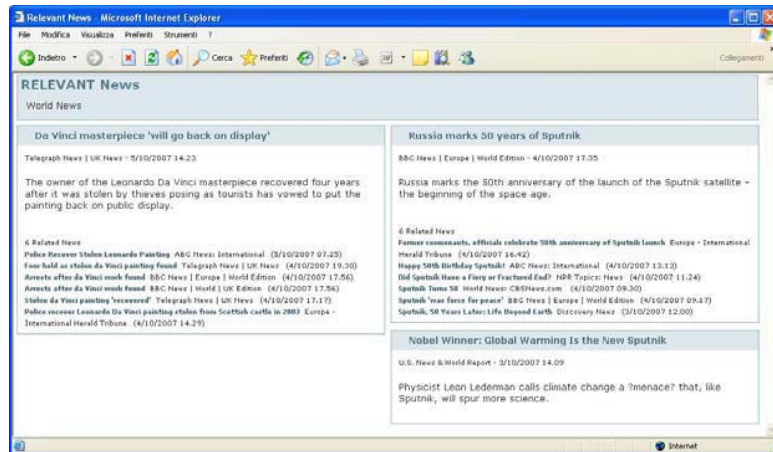 Relevant News - Microsoft Internet Explorer
File Modifica Visualizza Preferiti Strumenti ?
Indietro Cerca Preferiti Collegamenti
RELEVANT News
World News
Da Vinci masterpiece 'will go back on display'
Telegraph News | UK News - 5/10/2007 14.23
The owner of the Leonardo Da Vinci masterpiece recovered four years
after it was stolen by thieves posing as tourists has vowed to put the
painting back on public display.
6 Related News
Police Recover Stolen Leonardo Painting ABC News: International (5/10/2007 07.25)
Four held as stolen da Vinci painting found Telegraph News | UK News (4/10/2007 19.30)
Arrests after da Vinci work found BBC News | Europe | World Edition (4/10/2007 17.56)
Arrests after da Vinci work found BBC News | World | UK Edition (4/10/2007 17.56)
Stolen da Vinci painting 'recovered' Telegraph News | UK News (4/10/2007 17.17)
Police recover Leonardo Da Vinci painting stolen from Scottish castle in 2003 Europe -
International Herald Tribune (4/10/2007 14.29)
Russia marks 50 years of Sputnik
BBC News | Europe | World Edition - 4/10/2007 17.35
Russia marks the 50th anniversary of the launch of the Sputnik satellite -
the beginning of the space age.
6 Related News
Former cosmonauts, officials celebrate 50th anniversary of Sputnik launch Europe - International
Herald Tribune (4/10/2007 16.42)
Happy 50th Birthday Sputnik! ABC News: International (4/10/2007 13.13)
Did Sputnik Have a Fiery or Fractured End? NPR Topics: News (4/10/2007 11.24)
Sputnik Turns 50 World News: CBSNews.com (4/10/2007 09.30)
Sputnik 'was force for peace' BBC News | Europe | World Edition (4/10/2007 09.17)
Sputnik, 50 Years Later: Life Beyond Earth Discovery News (3/10/2007 12.00)
Nobel Winner: Global Warming Is the New Sputnik
U.S. News & World Report - 3/10/2007 14.09
Physicist Leon Lederman calls climate change a ?menace? that, like
Sputnik, will spur more science.
Internet